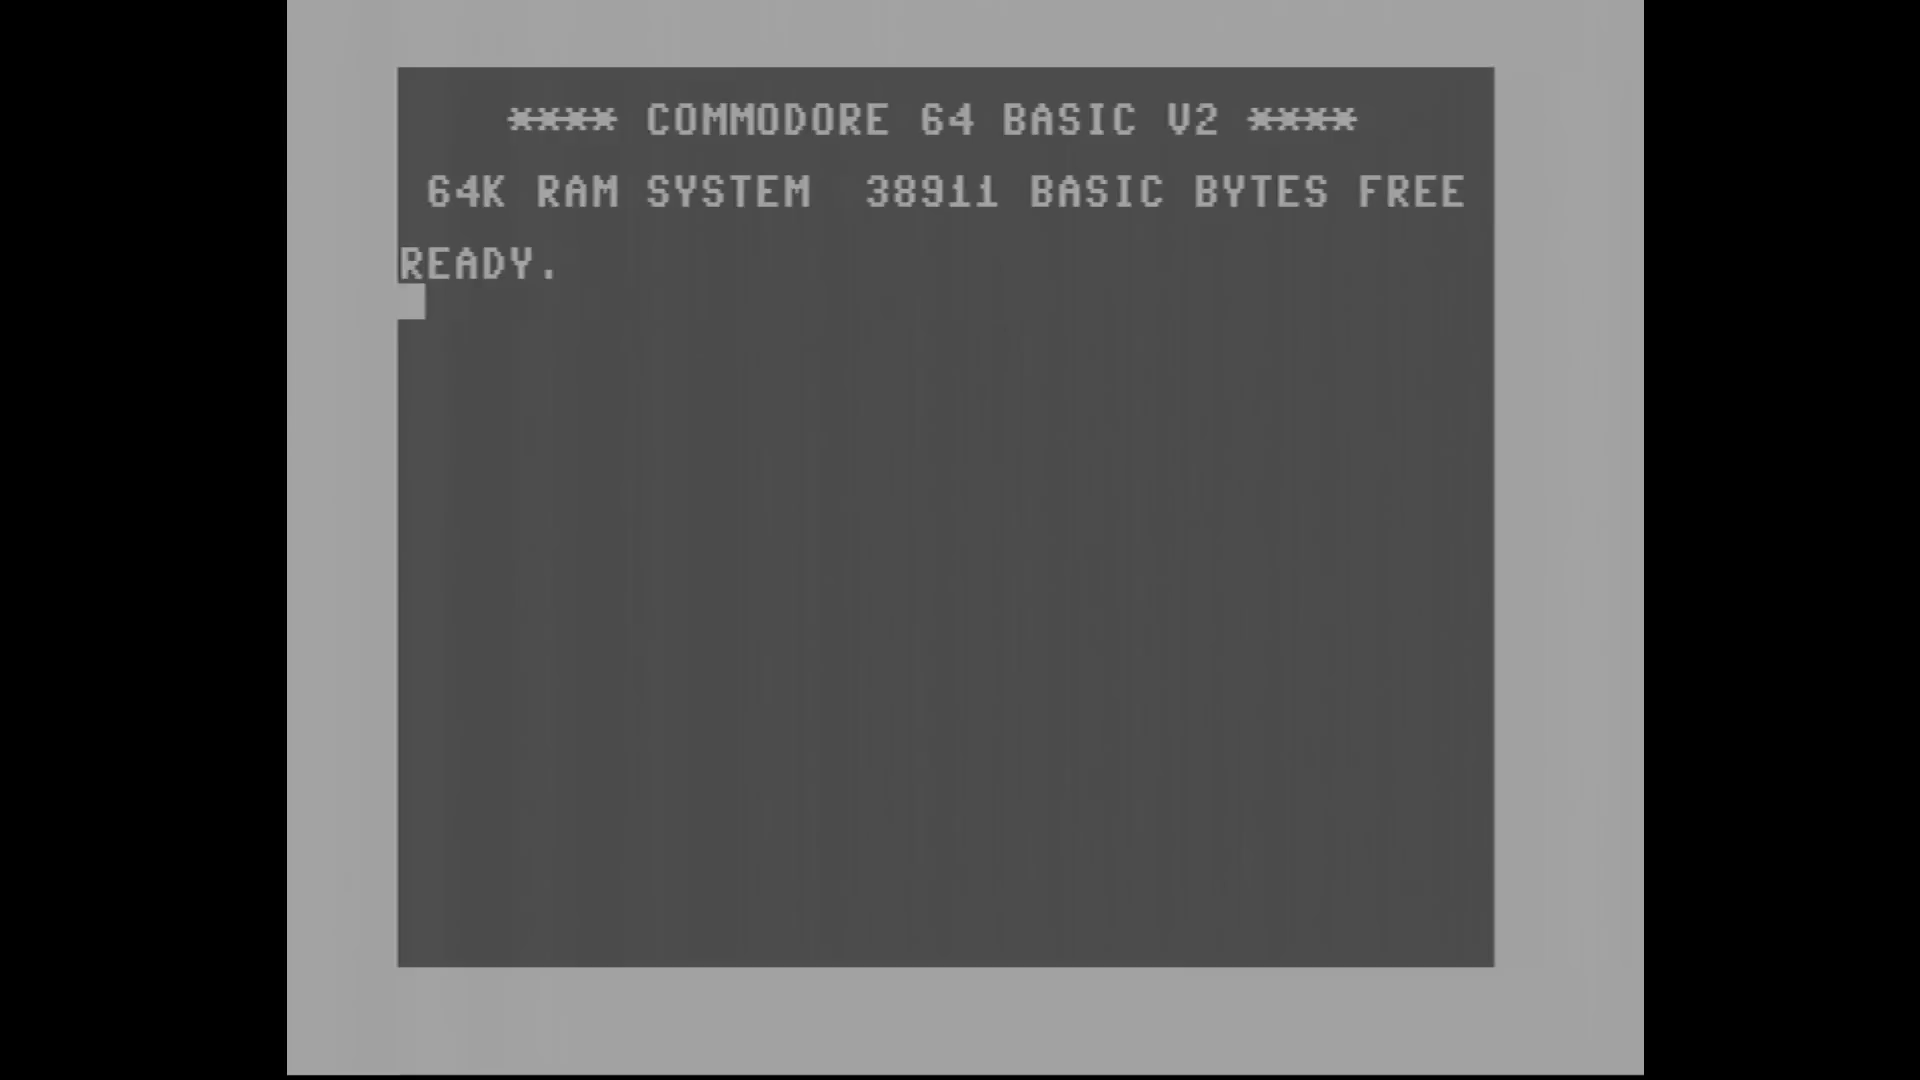 **** COMMODORE 64 BASIC V2 ****
64K RAM SYSTEM  38911 BASIC BYTES FREE
READY.